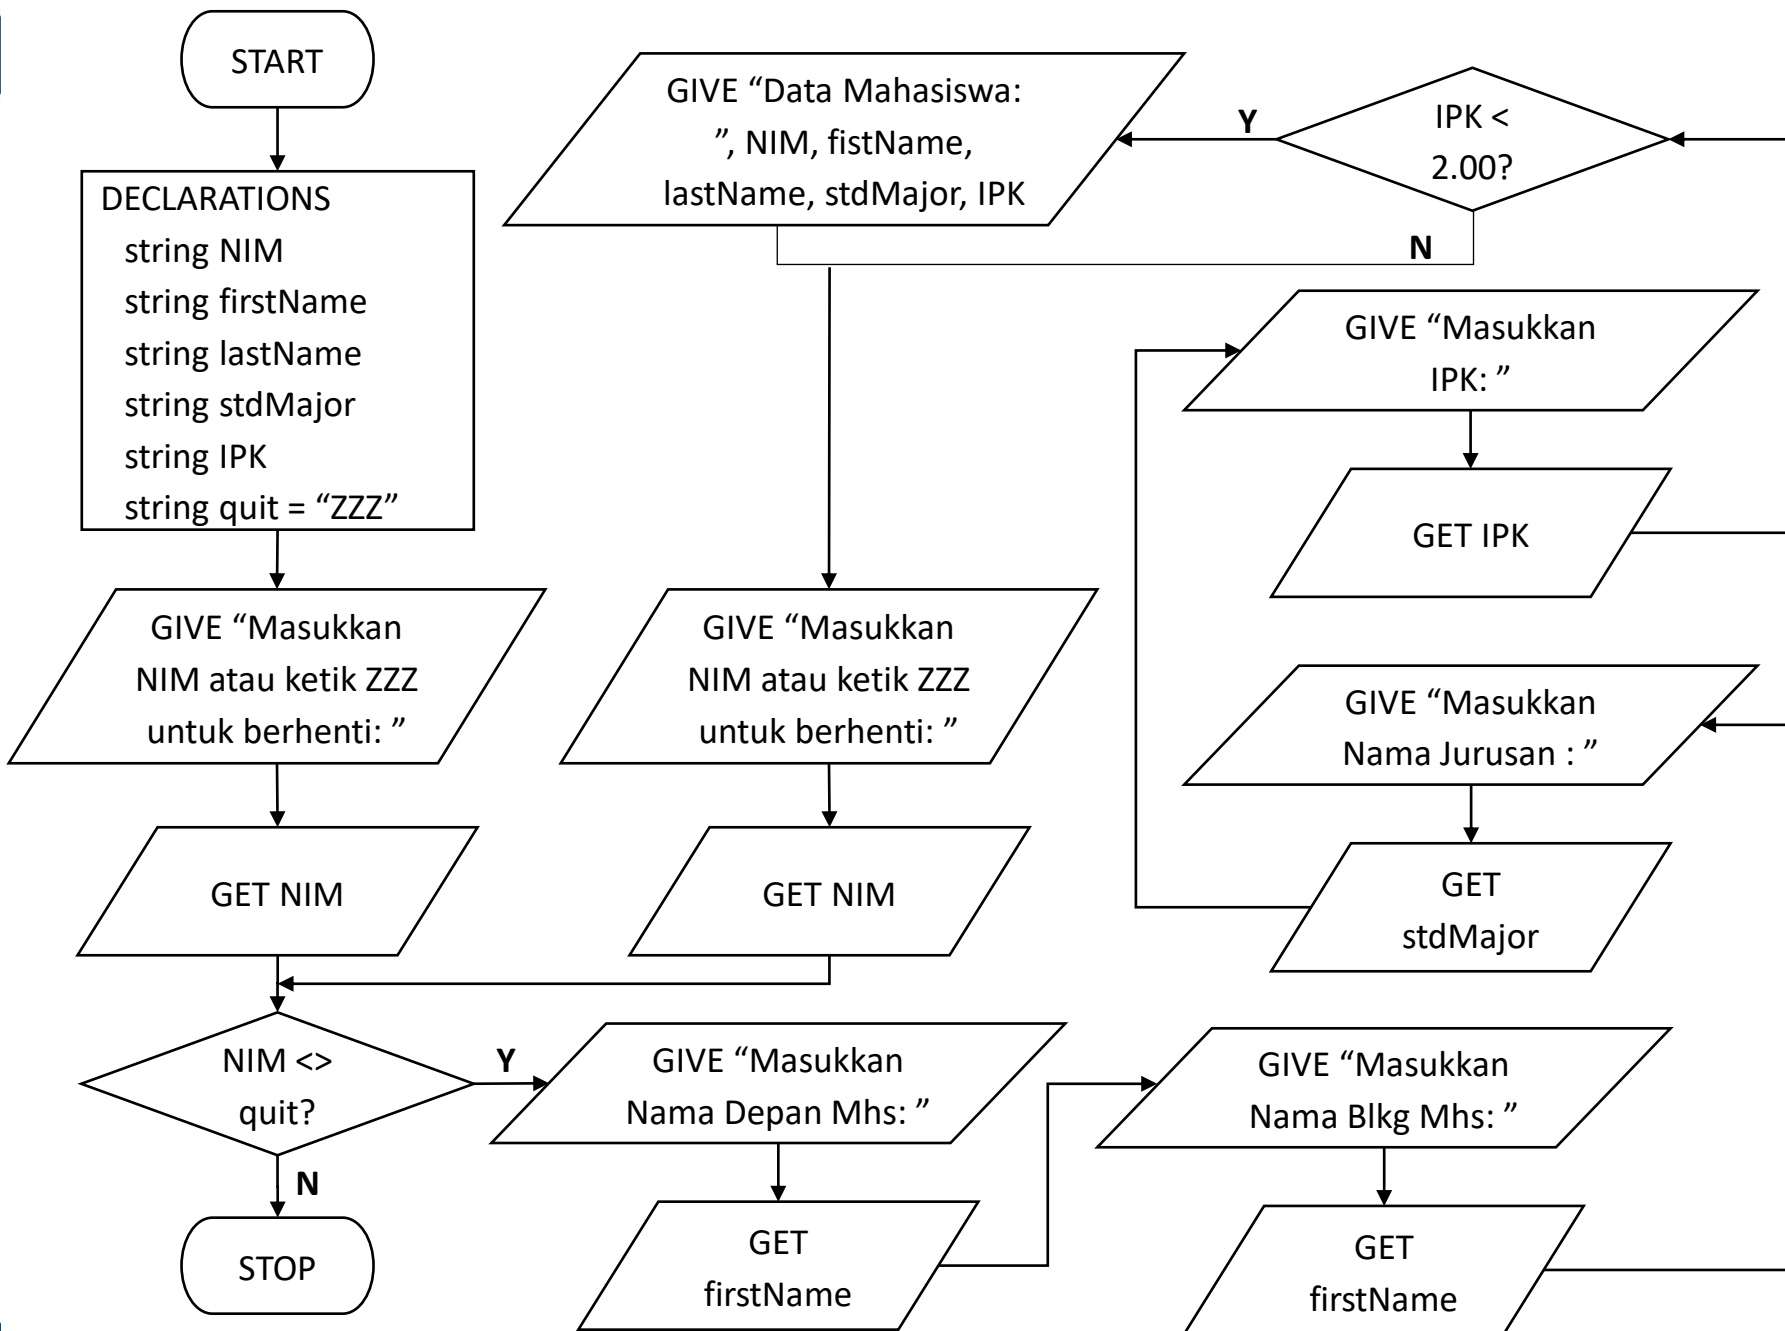 START
DECLARATIONS
string NIM
string firstName
string lastName
string stdMajor
string IPK
string quit = “ZZZ”
GIVE “Masukkan
NIM atau ketik ZZZ
untuk berhenti: ”
GET NIM
NIM <>
quit?
Y
N
STOP
GIVE “Masukkan
Nama Depan Mhs: ”
GET
firstName
GIVE “Masukkan
Nama Blkg Mhs: ”
GET
firstName
GIVE “Masukkan
Nama Jurusan : ”
GET
stdMajor
GIVE “Masukkan
IPK: ”
GET IPK
IPK <
2.00?
Y
N
GIVE “Data Mahasiswa:
”, NIM, fistName,
lastName, stdMajor, IPK
GIVE “Masukkan
NIM atau ketik ZZZ
untuk berhenti: ”
GET NIM